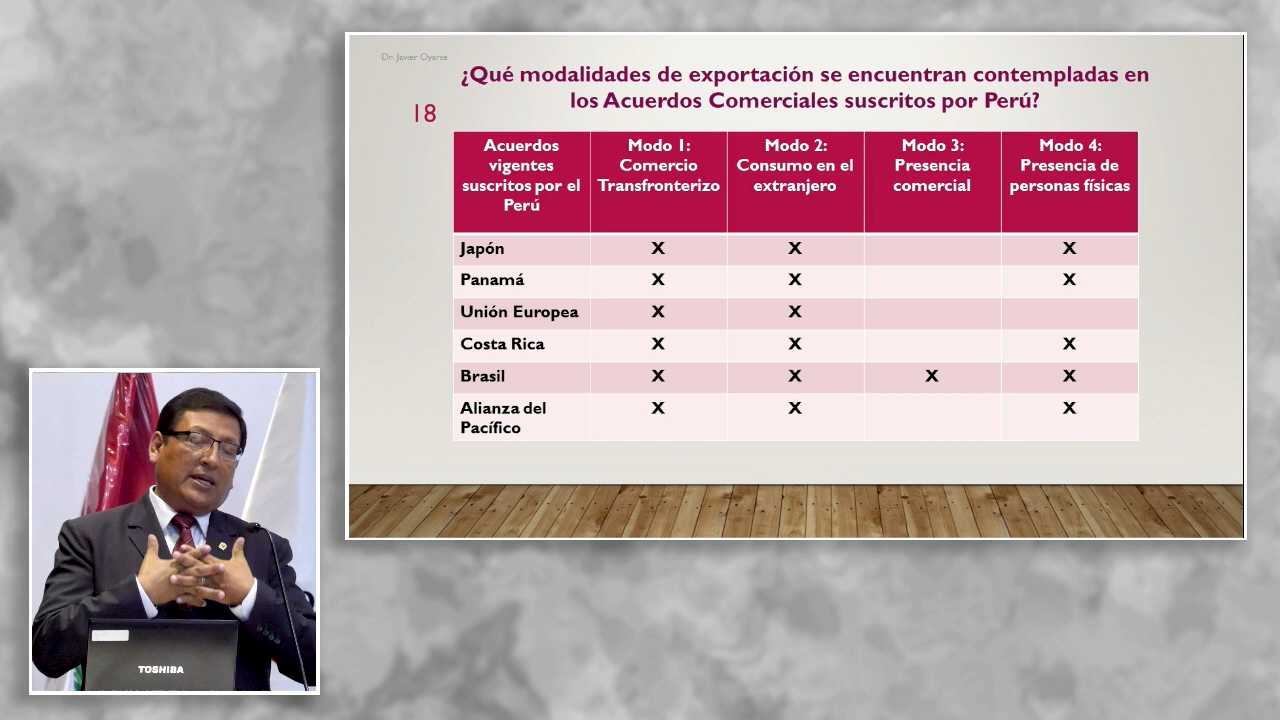 Dr. Javier Oyarse
¿Qué modalidades de exportación se encuentran contempladas en
los Acuerdos Comerciales suscritos por Perú?
18
Acuerdos
vigentes
suscritos por el
Perú
Modo 1:
Comercio
Transfronterizo
Modo 2:
Consumo en el
extranjero
Modo 3:
Presencia
comercial
Modo 4:
Presencia de
personas físicas
Japón X X X
Panamá X X X
Unión Europea X X
Costa Rica X X X
Brasil X X X X
Alianza del X X X
Pacífico
TOSHIBA